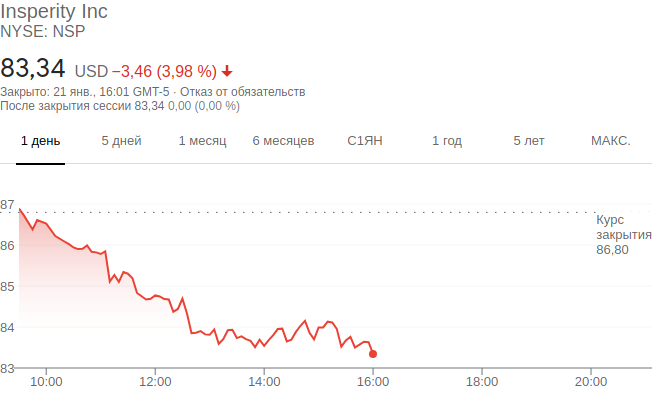 Insperity Inc
NYSE: NSP
83,34 USD −3,46 (3,98 %)
Закрыто: 21 янв., 16:01 GMT-5 · Отказ от обязательств
После закрытия сессии 83,34 0,00 (0,00 %)
1 день 5 дней 1 месяц 6 месяцев С1ЯН 1 год 5 лет МАКС.
87
Курс
закрытия
86,80
86
85
84
83
10:00 12:00 14:00 16:00 18:00 20:00